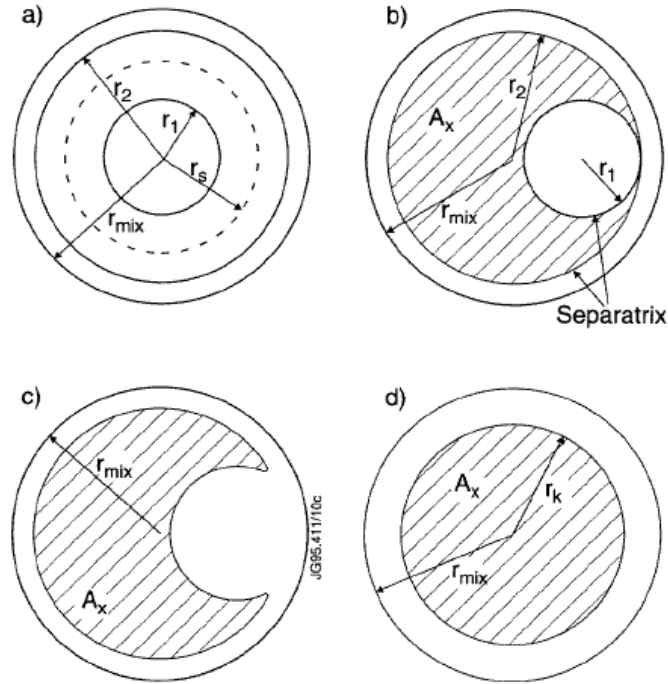 a)
r2
r1
rs
rmix
b)
r2
Ax
r1
rmix
Separatrix
c)
rmix
Ax
JG95.411/10c
d)
Ax
rk
rmix